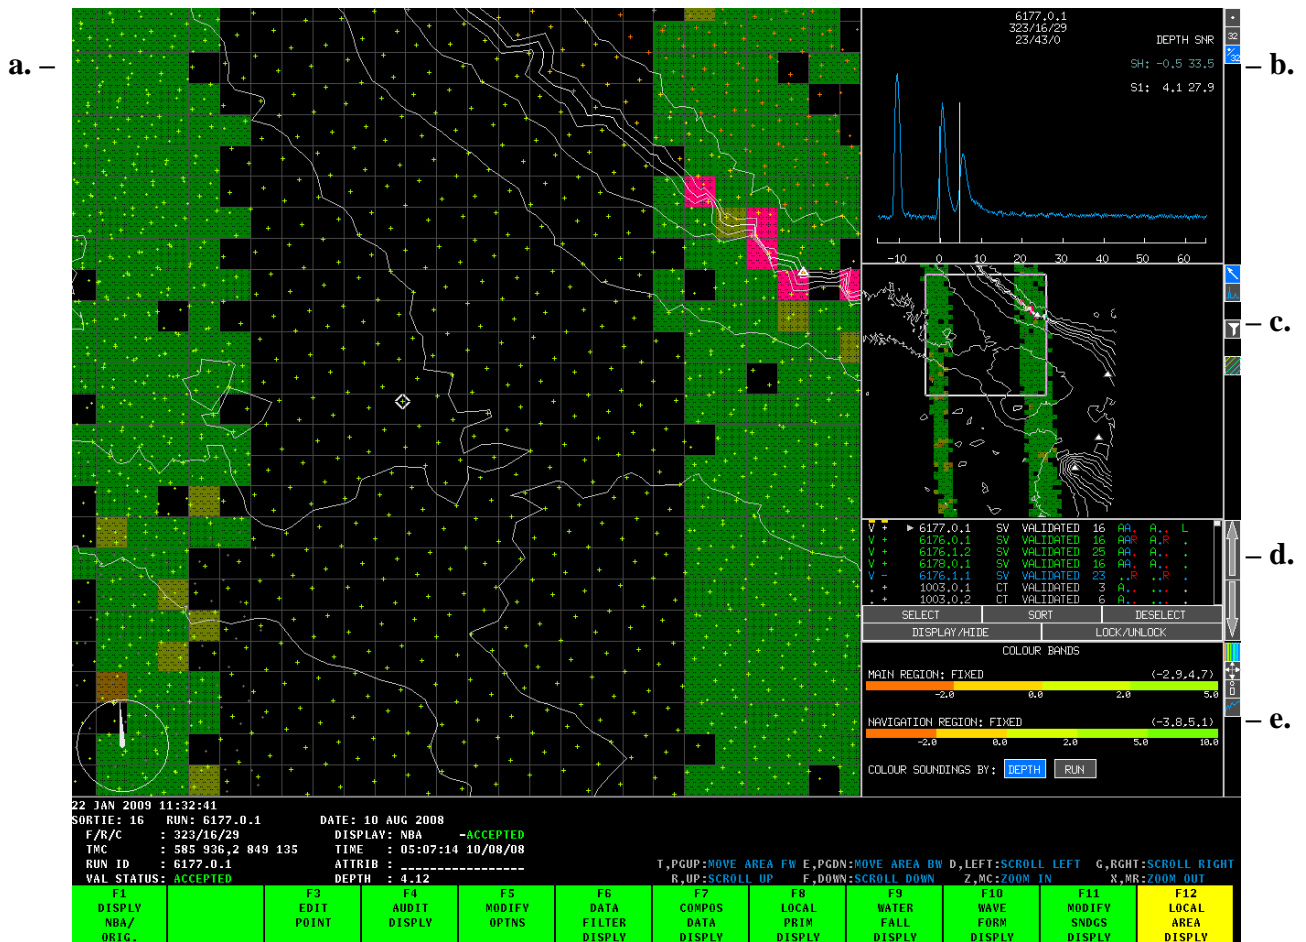 a. –
– b.
– c.
– d.
– e.
6177.0.1
323/16/29
23/43/0
DEPTH SNR
SH: -0.5 33.5
S1: 4.1 27.9
-10 0 10 20 30 40 50 60
32
32
V + ▶ 6177.0.1 SV VALIDATED 16 AA. A.. L
V + 6176.0.1 SV VALIDATED 16 AAR A.R .
V + 6176.1.2 SV VALIDATED 25 AA. A.. .
V + 6178.0.1 SV VALIDATED 16 AA. A.. .
V - 6176.1.1 SV VALIDATED 23 ..R ..R .
. + 1003.0.1 CT VALIDATED 3 A.. ... .
. + 1003.0.2 CT VALIDATED 6 A.. ... .
SELECT SORT DESELECT
DISPLAY/HIDE LOCK/UNLOCK
COLOUR BANDS
MAIN REGION: FIXED (-2.9,4.7)
-2.0 0.0 2.0 5.0
NAVIGATION REGION: FIXED (-3.8,5.1)
-2.0 0.0 2.0 5.0 10.0
COLOUR SOUNDINGS BY: DEPTH RUN
22 JAN 2009 11:32:41
SORTIE: 16 RUN: 6177.0.1 DATE: 10 AUG 2008
F/R/C : 323/16/29 DISPLAY: NBA -ACCEPTED
TMC : 585 936,2 849 135 TIME : 05:07:14 10/08/08
RUN ID : 6177.0.1 ATTRIB : ________________
VAL STATUS: ACCEPTED DEPTH : 4.12
T,PGUP:MOVE AREA FW E,PGDN:MOVE AREA BW D,LEFT:SCROLL LEFT G,RGHT:SCROLL RIGHT
R,UP:SCROLL UP F,DOWN:SCROLL DOWN Z,MC:ZOOM IN X,MR:ZOOM OUT
F1 DISPLY NBA/ ORIG.
F3 EDIT POINT
F4 AUDIT DISPLY
F5 MODIFY OPTNS
F6 DATA FILTER DISPLY
F7 COMPOS DATA DISPLY
F8 LOCAL PRIM DISPLY
F9 WATER FALL DISPLY
F10 WAVE FORM DISPLY
F11 MODIFY SNDGS DISPLY
F12 LOCAL AREA DISPLY